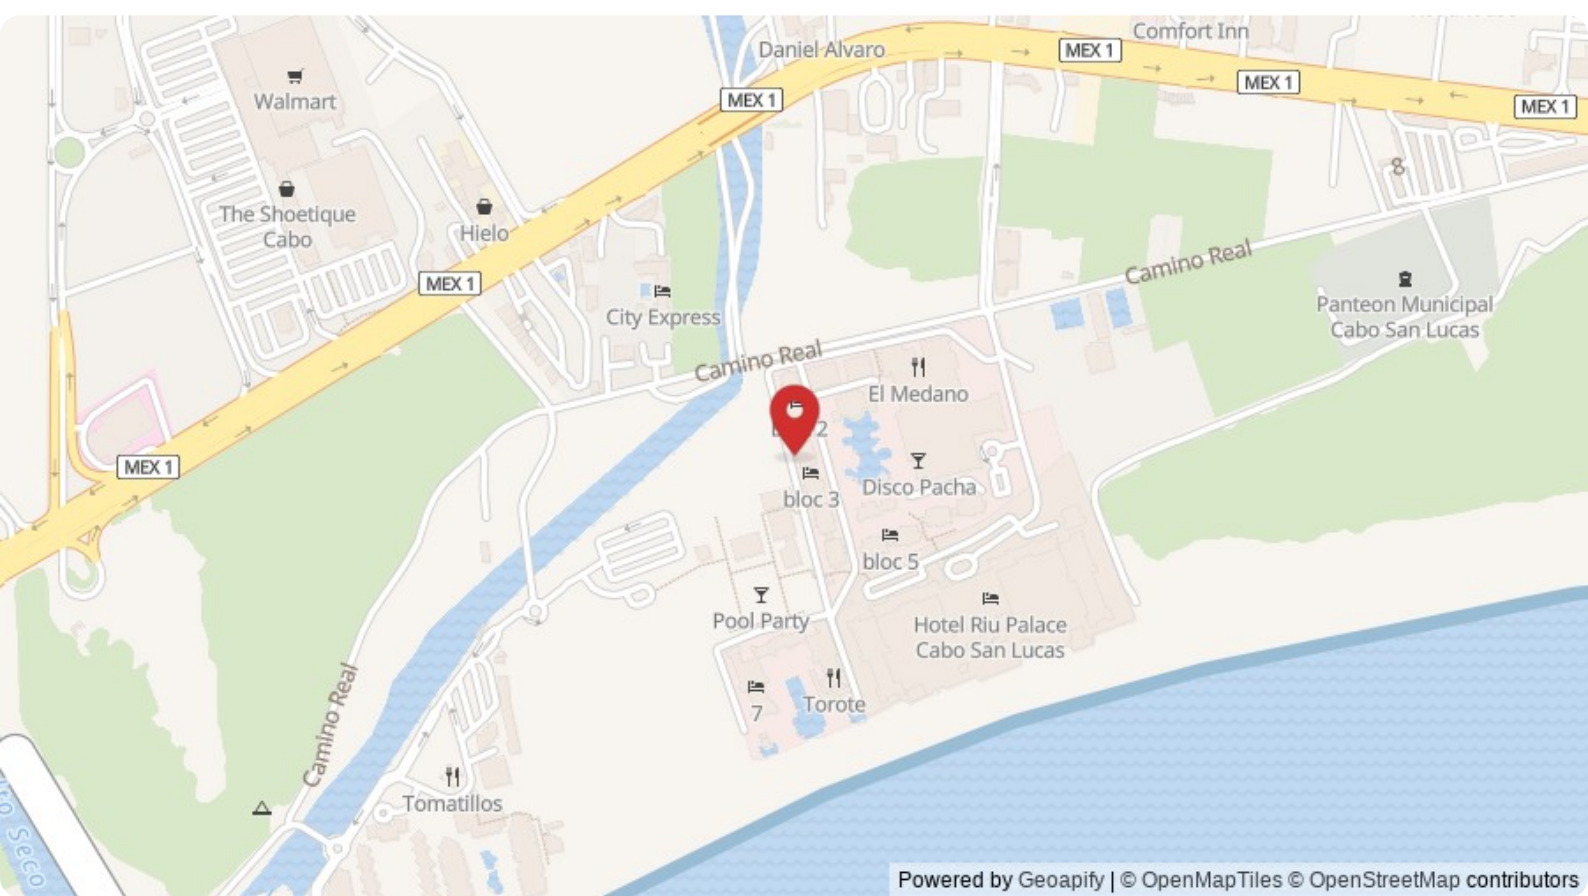 Comfort Inn
Daniel Alvaro
MEX 1
MEX 1
MEX 1
MEX 1
Walmart
8
The Shoetique
Cabo
Hielo
Camino Real
MEX 1
Panteon Municipal
Cabo San Lucas
City Express
Camino Real
El Medano
2
MEX 1
Disco Pacha
bloc 3
bloc 5
Pool Party
Hotel Riu Palace
Cabo San Lucas
Torote
7
Camino Real
Tomatillos
Seco
Powered by Geoapify | © OpenMapTiles © OpenStreetMap contributors